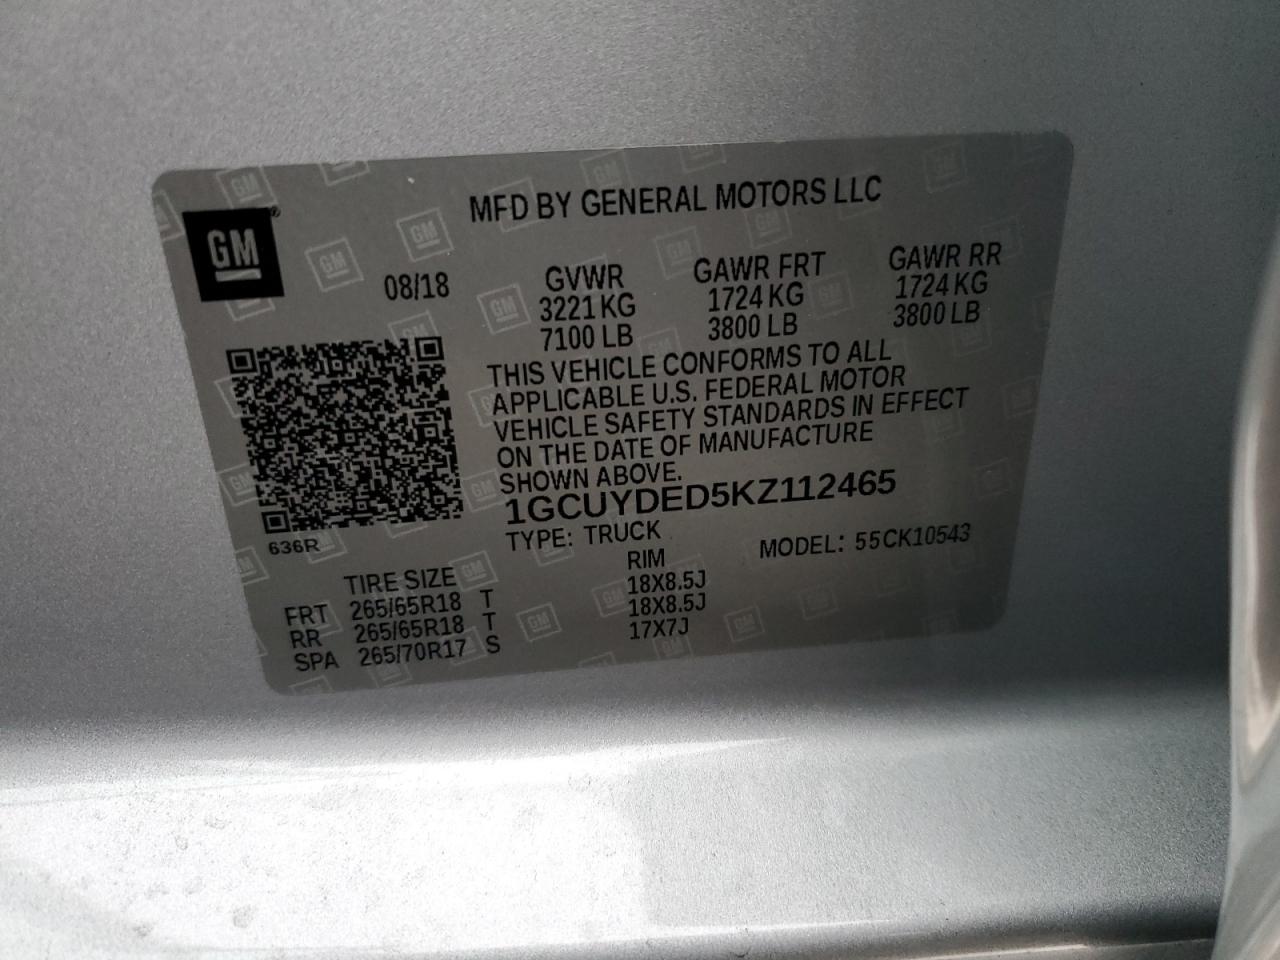 MFD BY GENERAL MOTORS LLC
GM®
08/18
GVWR GAWR FRT GAWR RR
3221 KG 1724 KG 1724 KG
7100 LB 3800 LB 3800 LB
THIS VEHICLE CONFORMS TO ALL
APPLICABLE U.S. FEDERAL MOTOR
VEHICLE SAFETY STANDARDS IN EFFECT
ON THE DATE OF MANUFACTURE
SHOWN ABOVE.
1GCUYDED5KZ112465
636R
TYPE: TRUCK MODEL: 55CK10543
TIRE SIZE RIM
FRT 265/65R18 T 18X8.5J
RR 265/65R18 T 18X8.5J
SPA 265/70R17 S 17X7J